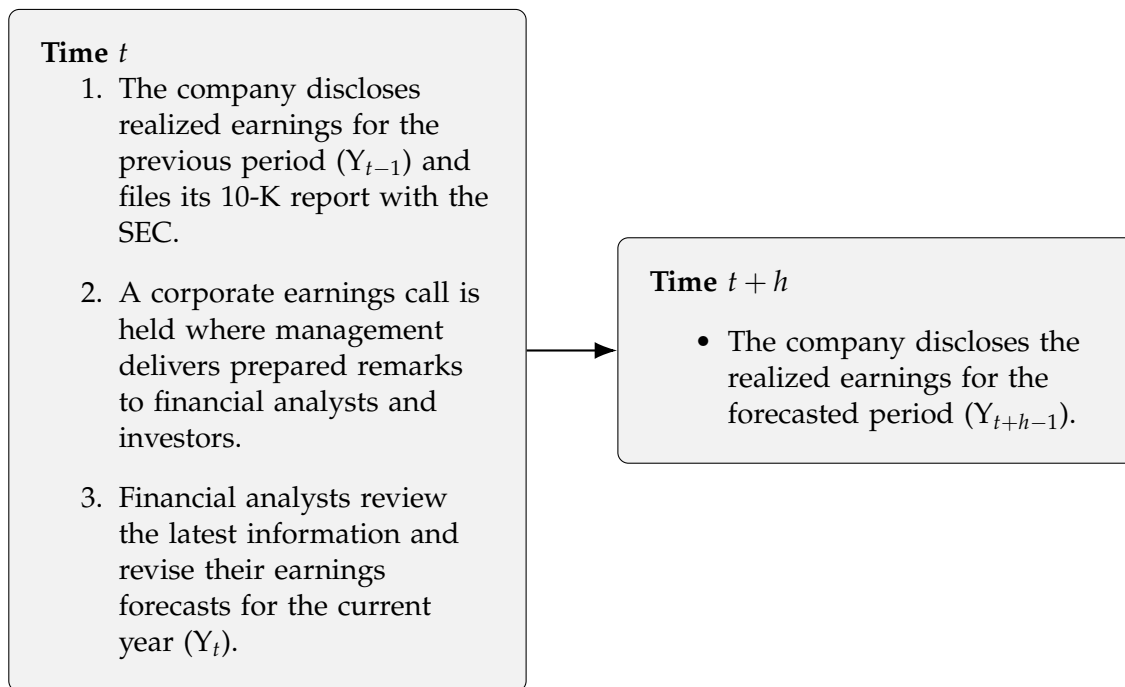 Time t
1. The company discloses
realized earnings for the
previous period (Y_{t−1}) and
files its 10-K report with the
SEC.
2. A corporate earnings call is
held where management
delivers prepared remarks
to financial analysts and
investors.
3. Financial analysts review
the latest information and
revise their earnings
forecasts for the current
year (Y_t).
Time t + h
• The company discloses the
realized earnings for the
forecasted period (Y_{t+h−1}).